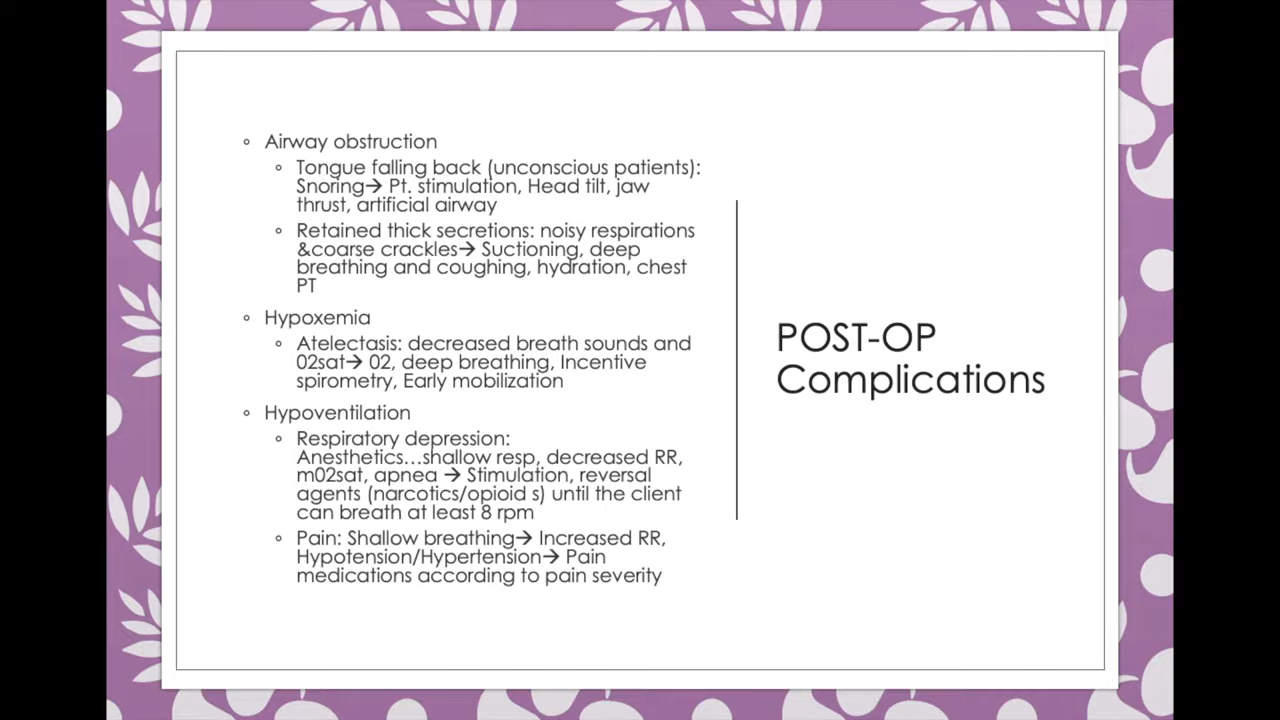 Airway obstruction
Tongue falling back (unconscious patients):
Snoring→ Pt. stimulation, Head tilt, jaw
thrust, artificial airway
Retained thick secretions: noisy respirations
&coarse crackles→ Suctioning, deep
breathing and coughing, hydration, chest
PT
Hypoxemia
Atelectasis: decreased breath sounds and
02sat→ 02, deep breathing, Incentive
spirometry, Early mobilization
Hypoventilation
Respiratory depression:
Anesthetics...shallow resp, decreased RR,
m02sat, apnea → Stimulation, reversal
agents (narcotics/opioid s) until the client
can breath at least 8 rpm
Pain: Shallow breathing→ Increased RR,
Hypotension/Hypertension→ Pain
medications according to pain severity
POST-OP
Complications